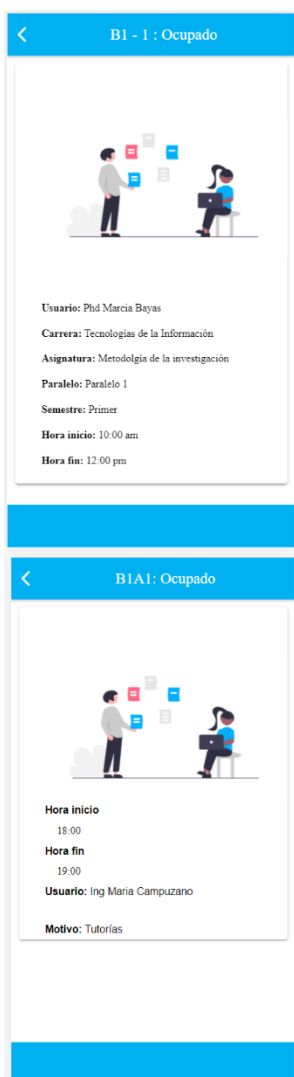 B1 - 1 : Ocupado
Usuario: Phd Marcia Bayas
Carrera: Tecnologías de la Información
Asignatura: Metodolgia de la investigación
Paralelo: Paralelo 1
Semestre: Primer
Hora inicio: 10:00 am
Hora fin: 12:00 pm
B1A1: Ocupado
Hora inicio
18:00
Hora fin
19:00
Usuario: Ing Maria Campuzano
Motivo: Tutorías